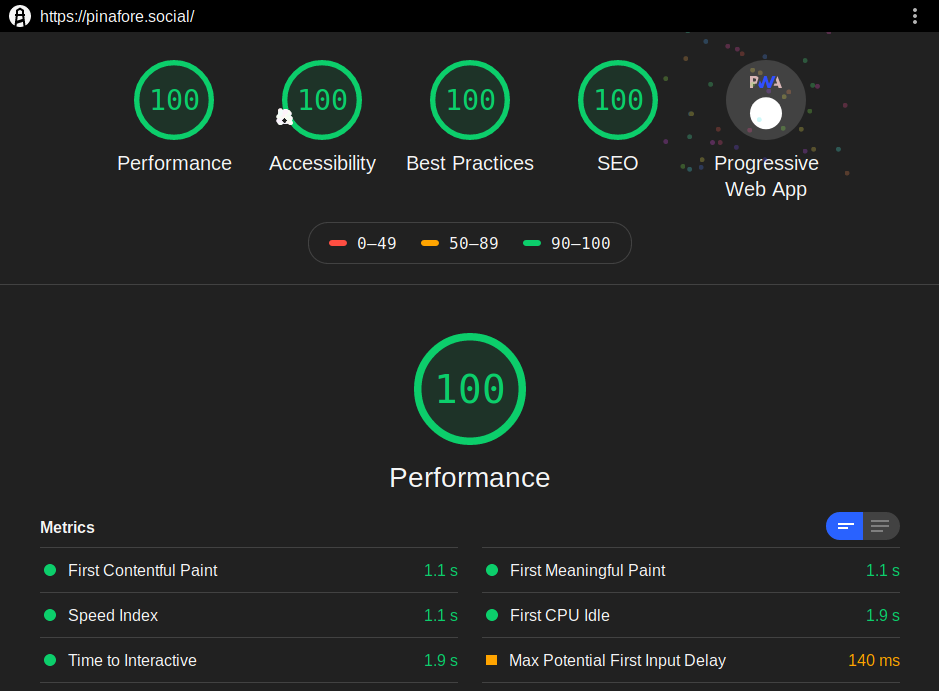 https://pinafore.social/
100
100
100
100
PWA
Performance
Accessibility
Best Practices
SEO
Progressive
Web App
0–49
50–89
90–100
100
Performance
Metrics
First Contentful Paint 1.1 s
First Meaningful Paint 1.1 s
Speed Index 1.1 s
First CPU Idle 1.9 s
Time to Interactive 1.9 s
Max Potential First Input Delay 140 ms